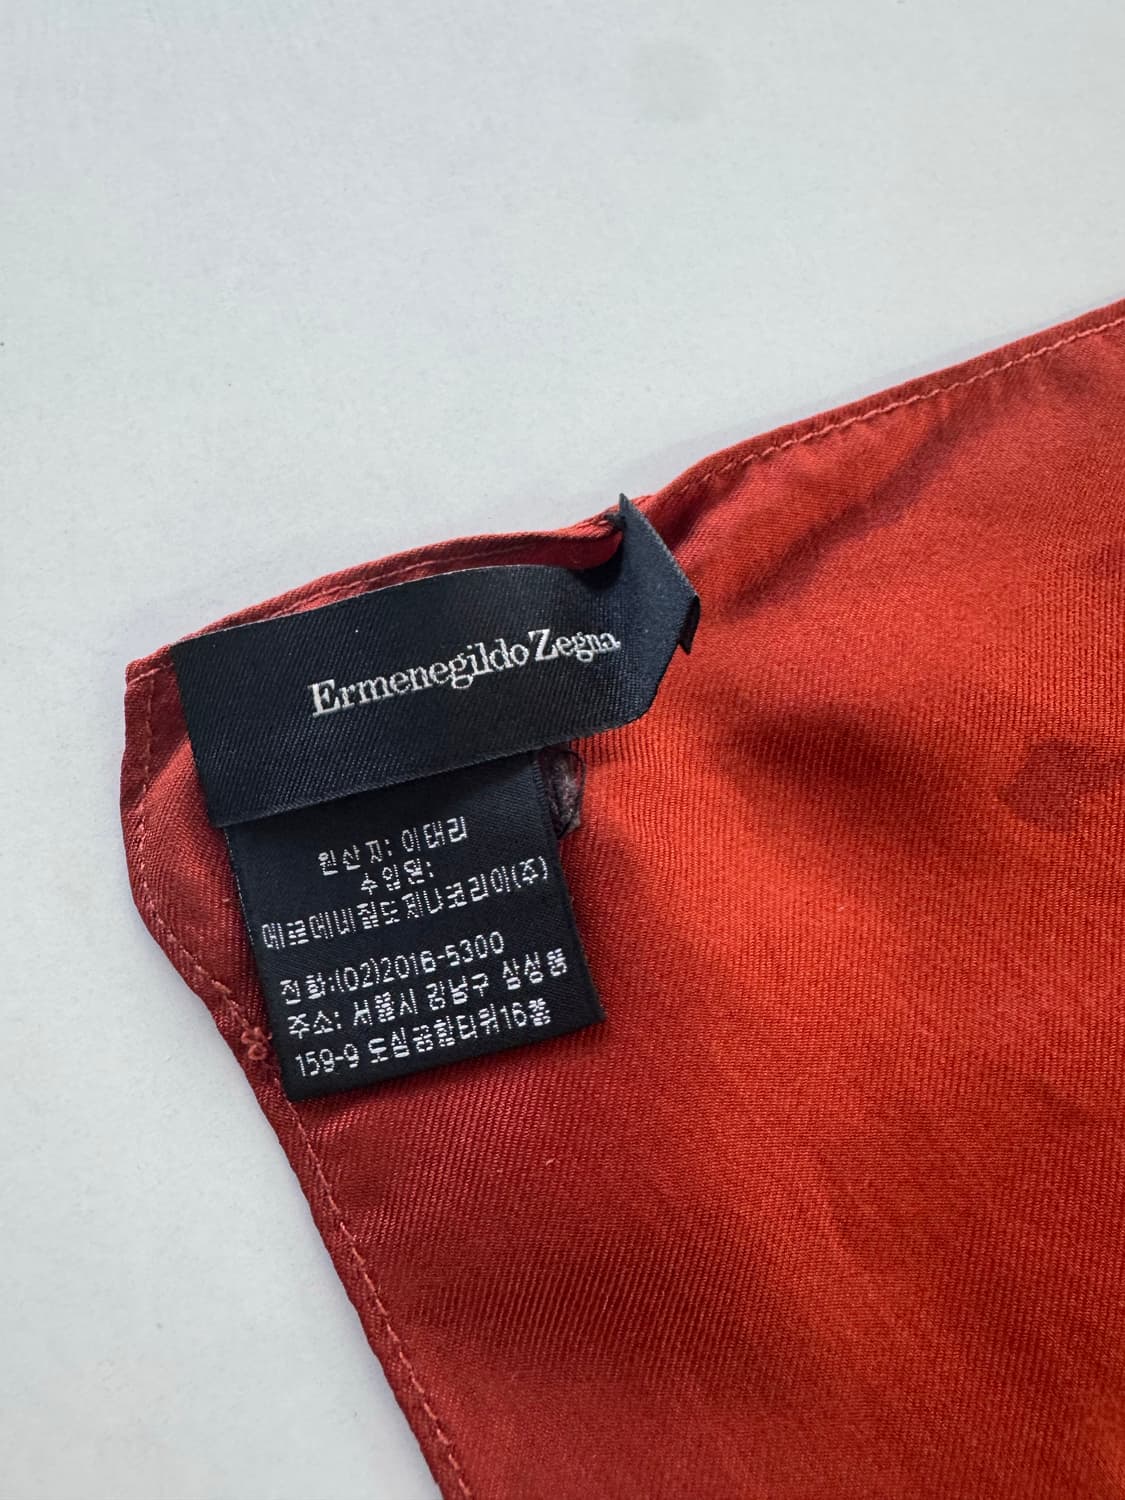 Ermenegildo Zegna
원산지: 이태리
수입원:
에르메네질도제냐코리아(주)
전화:(02)2016-5300
주소: 서울시 강남구 삼성동
159-9 도심공항타워16층